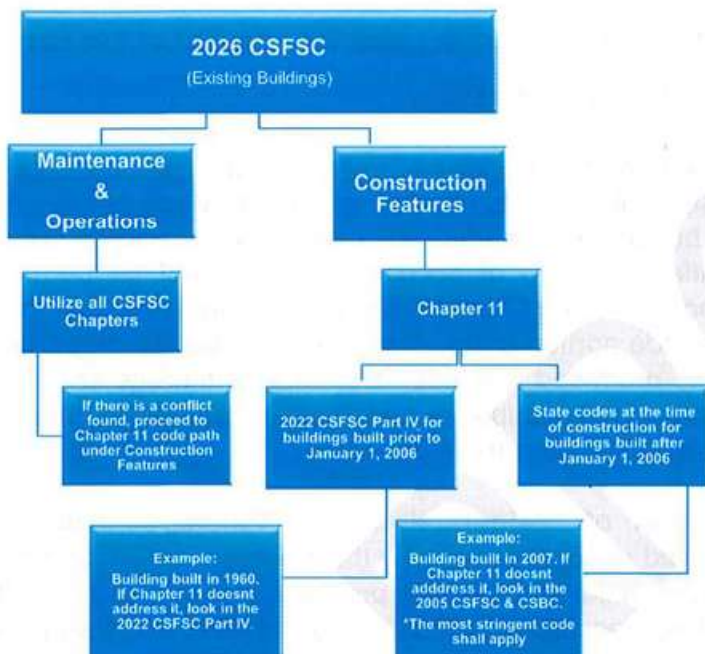 2026 CSFSC
(Existing Buildings)
Maintenance
&
Operations
Construction
Features
Utilize all CSFSC
Chapters
Chapter 11
If there is a conflict
found, proceed to
Chapter 11 code path
under Construction
Features
2022 CSFSC Part IV for
buildings built prior to
January 1, 2006
State codes at the time
of construction for
buildings built after
January 1, 2006
Example:
Building built in 1960.
If Chapter 11 doesnt
address it, look in the
2022 CSFSC Part IV.
Example:
Building built in 2007. If
Chapter 11 doesnt
adddress it, look in the
2005 CSFSC & CSBC.
*The most stringent code
shall apply